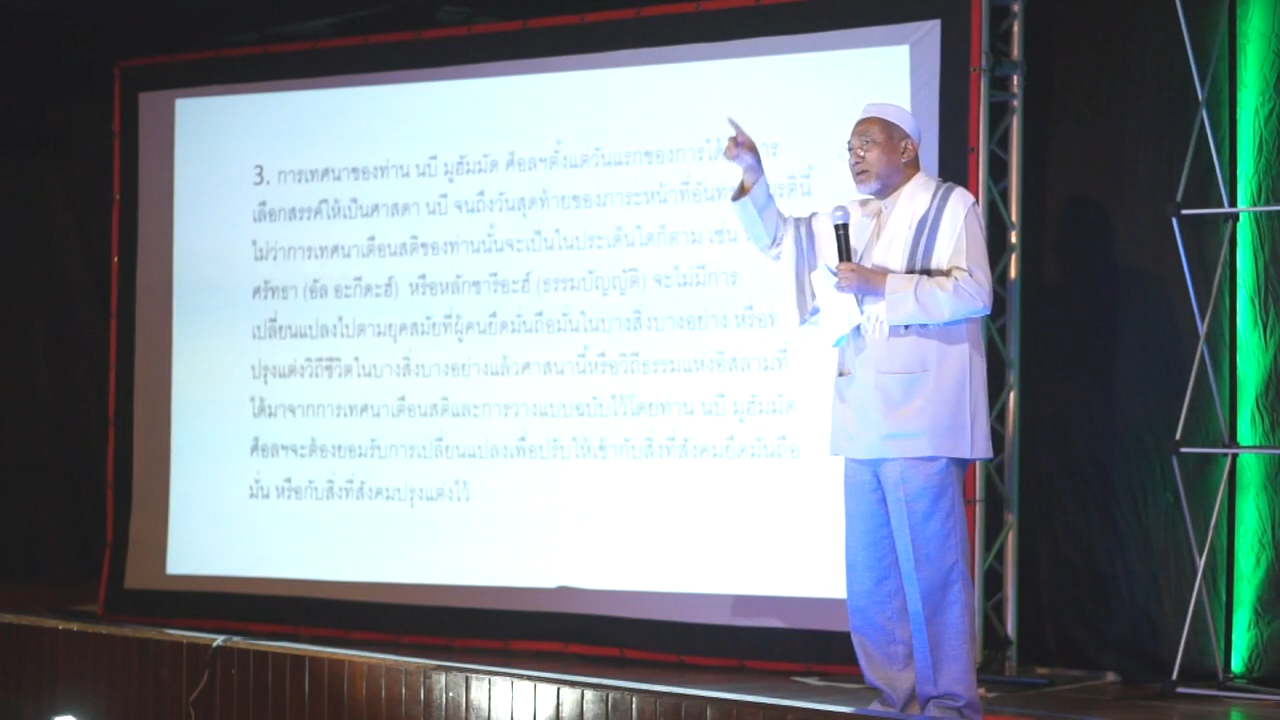 3. การเทศนาของท่าน นบี มูฮัมมัด ศ็อลฯตั้งแต่วันแรกของการได้ การ
เลือกสรรค์ให้เป็นศาสดา นบี จนถึงวันสุดท้ายของภาระหน้าที่อันทรง รตินี้
ไม่ว่าการเทศนาเตือนสติของท่านนั้นจะเป็นในประเด็นใดก็ตาม เช่น
ศรัทธา (อัล อะกีดะฮ์) หรือหลักชารีอะฮ์ (ธรรมบัญญัติ) จะไม่มีการ
เปลี่ยนแปลงไปตามยุคสมัยที่ผู้คนยึดมั่นถือมั่นในบางสิ่งบางอย่าง หรือ
ปรุงแต่งวิถีชีวิตในบางสิ่งบางอย่างแล้วศาสนานี้หรือวิถีธรรมแห่งอิสลามที่
ได้มาจากการเทศนาเตือนสติและการวางแบบฉบับไว้โดยท่าน นบี มูฮัมมัด
ศ็อลฯจะต้องยอมรับการเปลี่ยนแปลงเพื่อปรับให้เข้ากับสิ่งที่สังคมยึดมั่นถือ
มั่น หรือกับสิ่งที่สังคมปรุงแต่งไว้